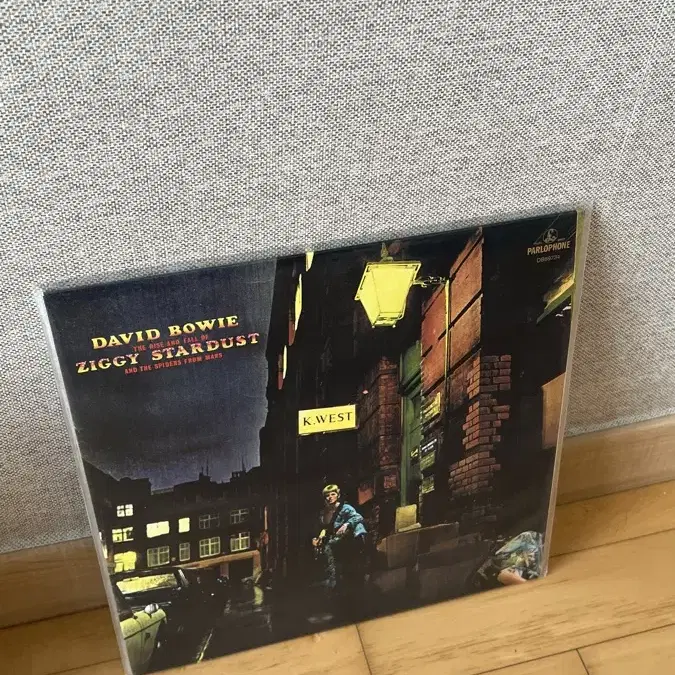 DAVID BOWIE
THE RISE AND FALL OF
ZIGGY STARDUST
AND THE SPIDERS FROM MARS
K.WEST
PARLOPHONE